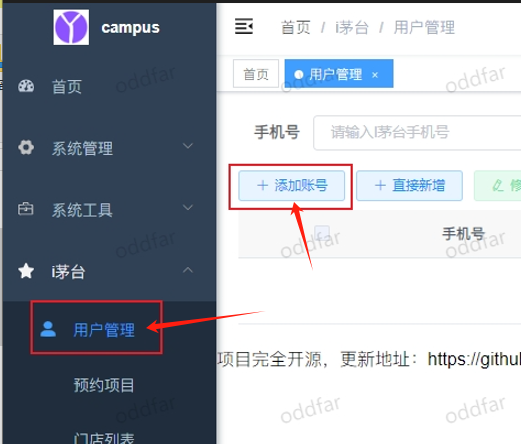 campus
首页 / i茅台 / 用户管理
首页
用户管理 ×
首页
手机号 请输入I茅台手机号
系统管理
+ 添加账号 + 直接新增
系统工具
手机号
i茅台
用户管理
项目完全开源，更新地址：https://githu
预约项目
门店列表
oddfar
oddfar
oddfar
oddfar
oddfar
oddfar